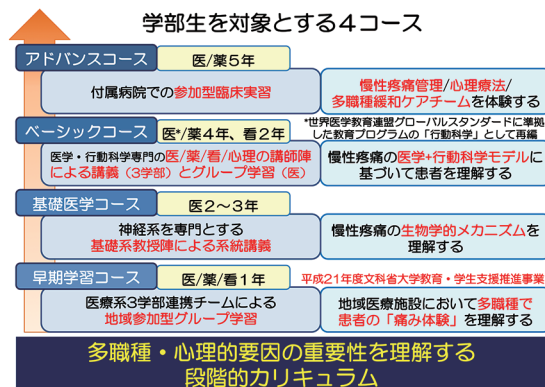 学部生を対象とする４コース
アドバンスコース
医/薬５年
付属病院での参加型臨床実習
慢性疼痛管理/心理療法/
多職種緩和ケアチームを体験する
ベーシックコース
医*/薬４年、看２年
*世界医学教育連盟グローバルスタンダードに準拠
した教育プログラムの「行動科学」として再編
医学・行動科学専門の医/薬/看/心理の講師陣
による講義（３学部）とグループ学習（医）
慢性疼痛の医学+行動科学モデルに
基づいて患者を理解する
基礎医学コース
医２〜３年
神経系を専門とする
基礎系教授陣による系統講義
慢性疼痛の生物学的メカニズムを
理解する
早期学習コース
医/薬/看１年
平成21年度文科省大学教育・学生支援推進事業
医療系３学部連携チームによる
地域参加型グループ学習
地域医療施設において多職種で
患者の「痛み体験」を理解する
多職種・心理的要因の重要性を理解する
段階的カリキュラム